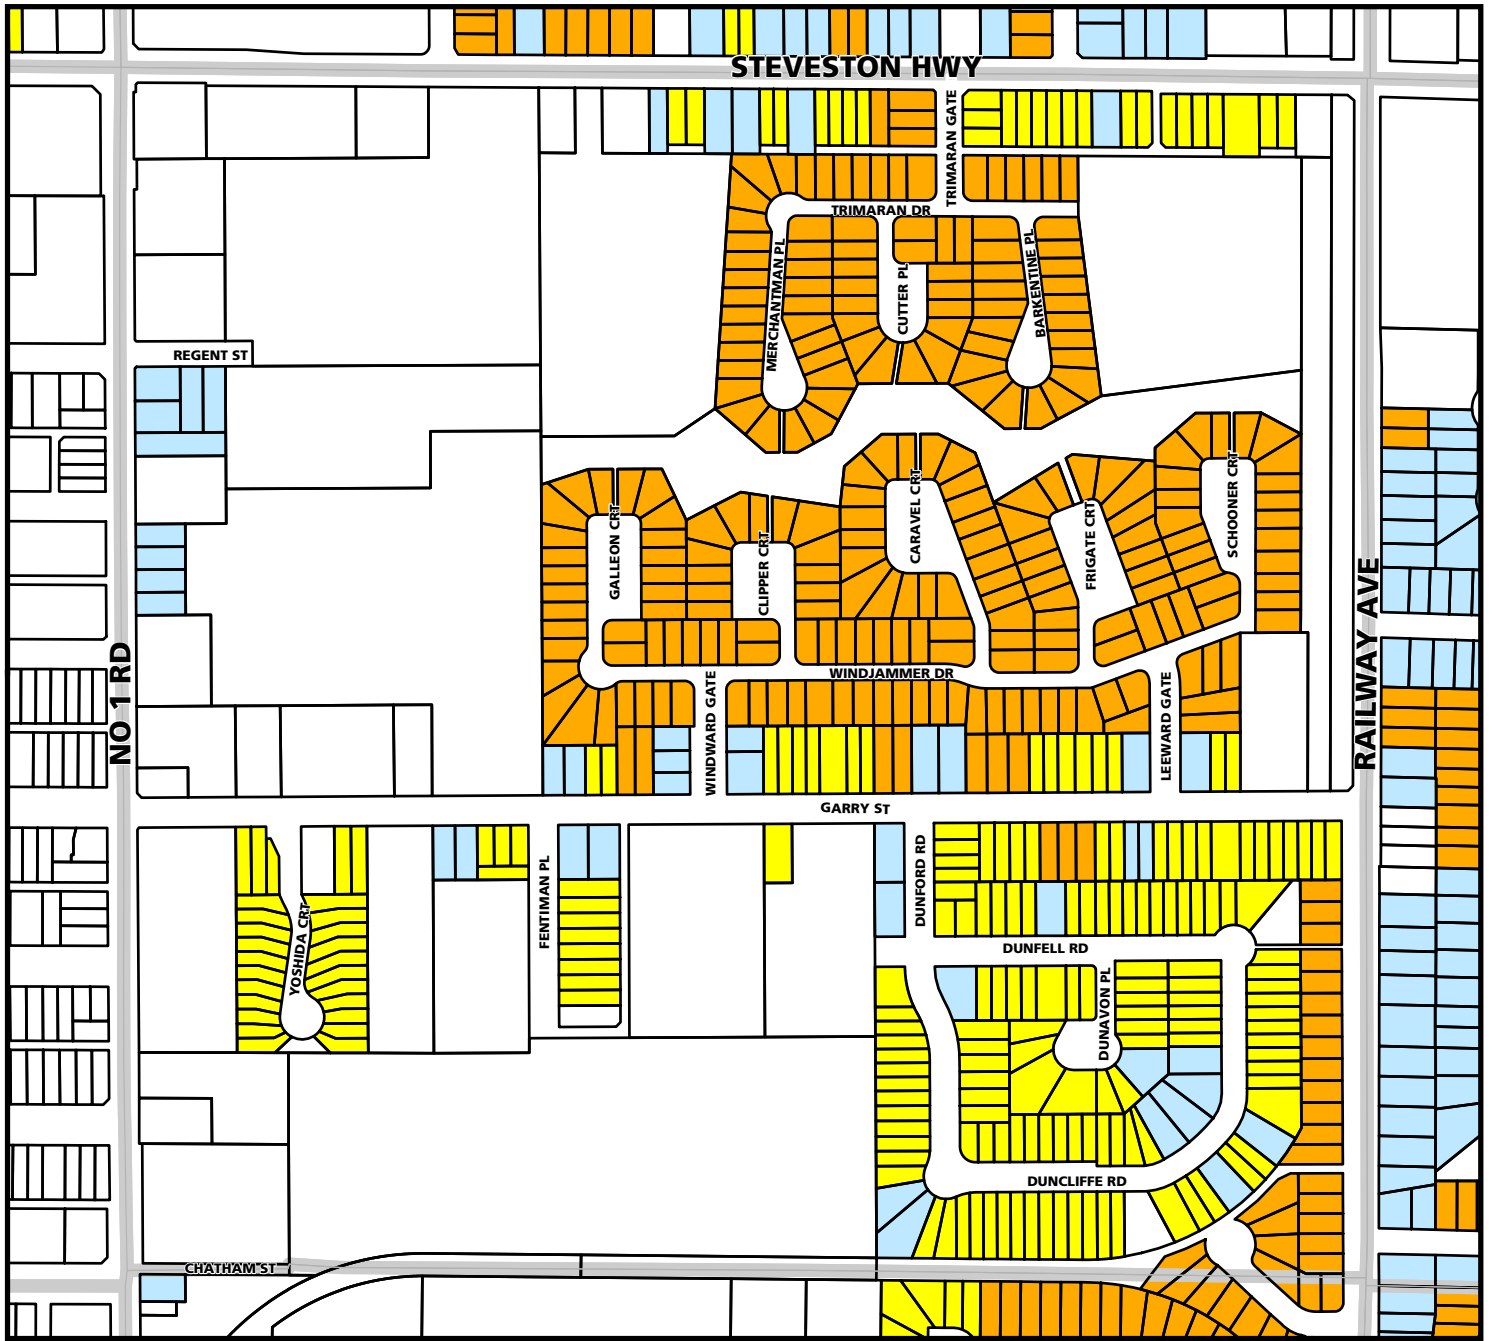 STEVESTON HWY
TRIMARAN GATE
TRIMARAN DR
MERCHANTMAN PL
CUTTER PL
BARKENTINE PL
REGENT ST
GALLEON CRT
CLIPPER CRT
CARAVEL CRT
FRIGATE CRT
SCHOONER CRT
NO 1 RD
RAILWAY AVE
WINDJAMMER DR
WINDWARD GATE
LEEWARD GATE
GARRY ST
YOSHIDA CRT
FENTIMAN PL
DUNFORD RD
DUNFELL RD
DUNAVON PL
DUNCLIFFE RD
CHATHAM ST